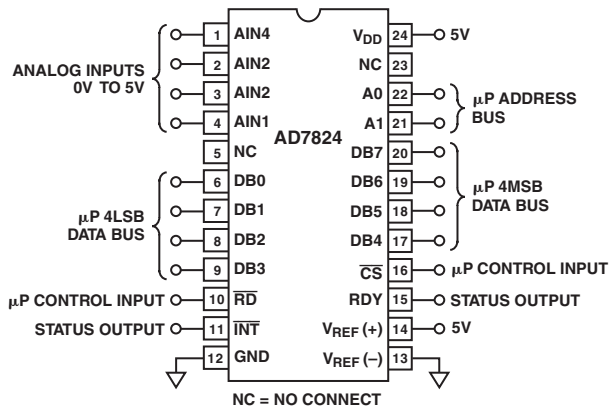 ANALOG INPUTS
0V TO 5V
1 AIN4
2 AIN2
3 AIN2
4 AIN1
5 NC
µP 4LSB
DATA BUS
6 DB0
7 DB1
8 DB2
9 DB3
µP CONTROL INPUT 10 RD
STATUS OUTPUT 11 INT
12 GND
AD7824
VDD 24 5V
NC 23
A0 22
A1 21
µP ADDRESS
BUS
DB7 20
DB6 19
DB5 18
DB4 17
µP 4MSB
DATA BUS
CS 16 µP CONTROL INPUT
RDY 15 STATUS OUTPUT
VREF (+) 14 5V
VREF (–) 13
NC = NO CONNECT